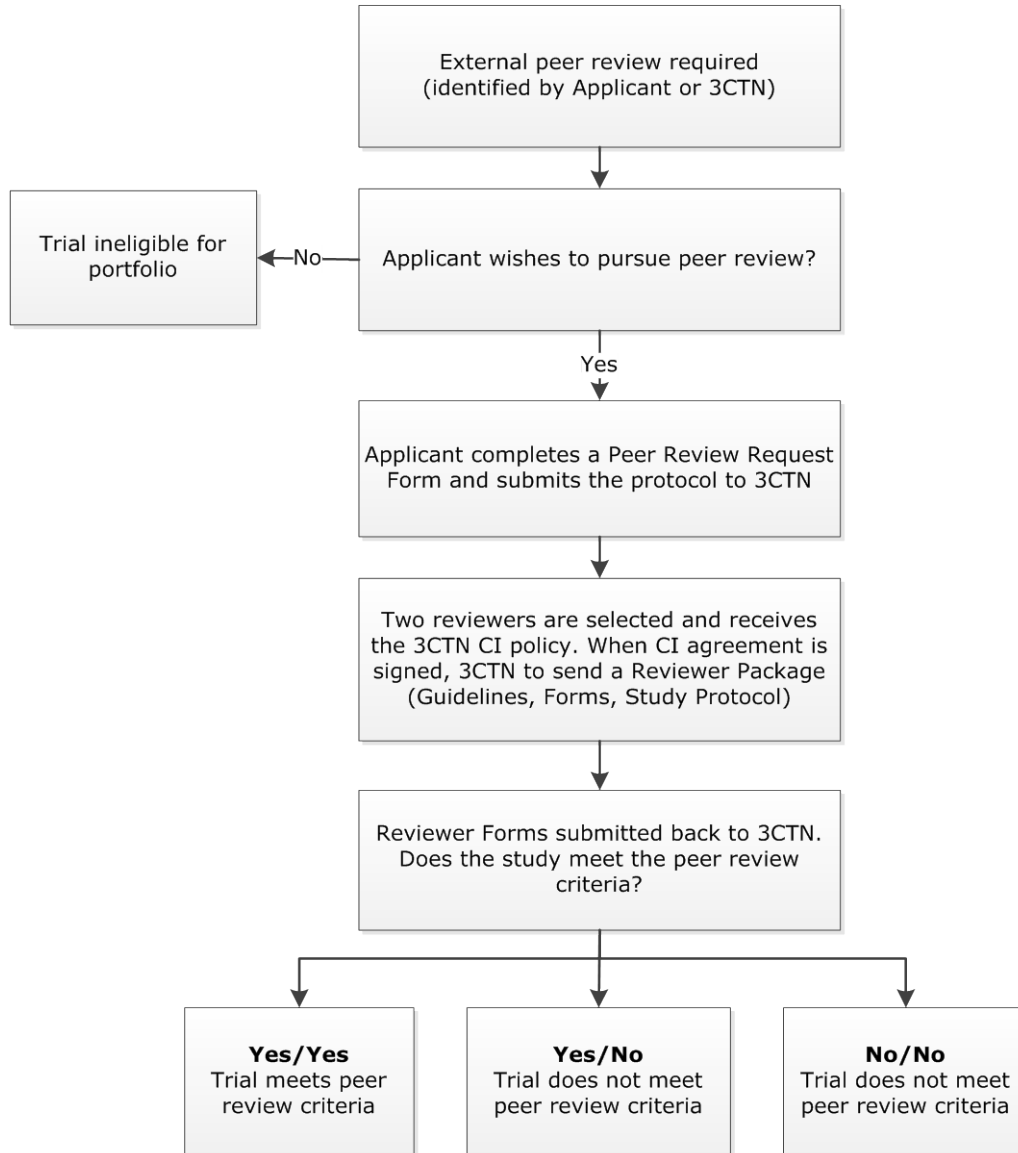 External peer review required
(identified by Applicant or 3CTN)
Trial ineligible for
portfolio
No
Applicant wishes to pursue peer review?
Yes
Applicant completes a Peer Review Request
Form and submits the protocol to 3CTN
Two reviewers are selected and receives
the 3CTN CI policy. When CI agreement is
signed, 3CTN to send a Reviewer Package
(Guidelines, Forms, Study Protocol)
Reviewer Forms submitted back to 3CTN.
Does the study meet the peer review
criteria?
Yes/Yes
Trial meets peer
review criteria
Yes/No
Trial does not meet
peer review criteria
No/No
Trial does not meet
peer review criteria